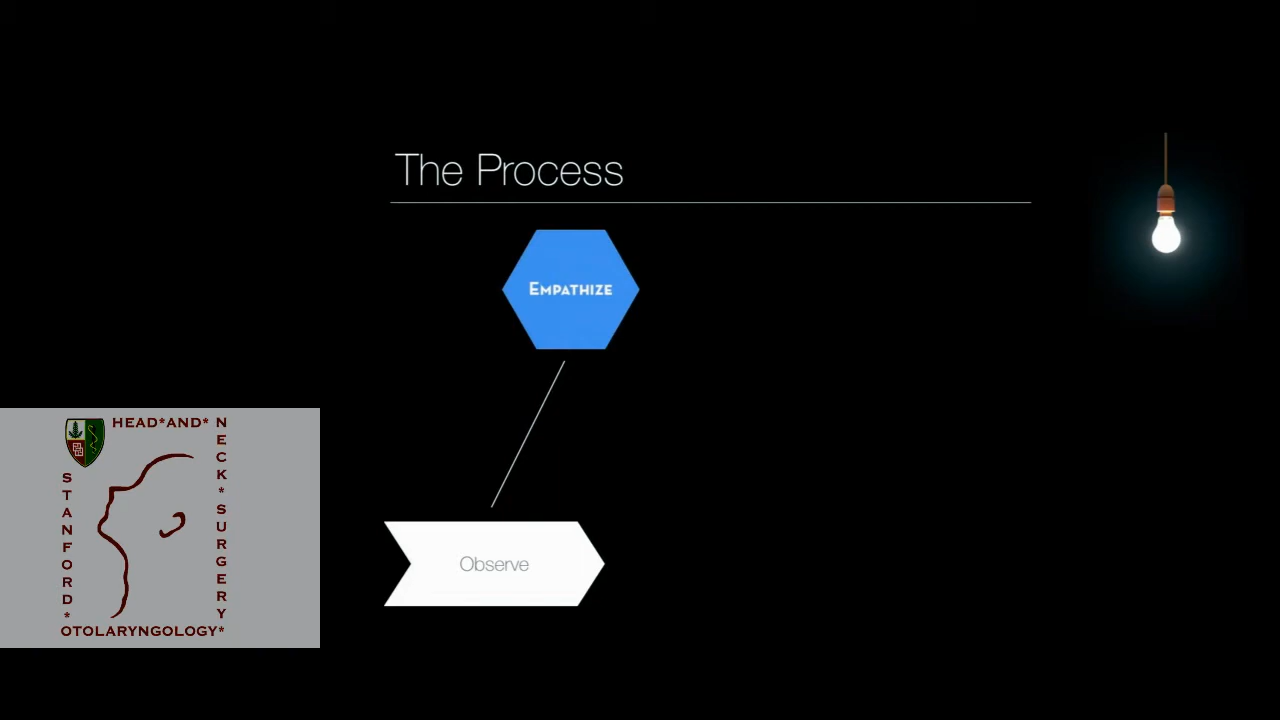 The Process
EMPATHIZE
Observe
HEAD*AND*
NECK*SURGERY
STANFORD*
OTOLARYNGOLOGY*